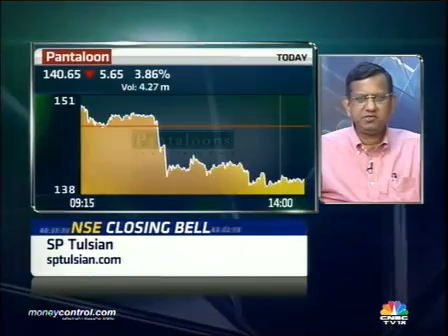 Pantaloon
TODAY
140.65 ▼ 5.65 3.86%
Vol: 4.27 m
151
Pantaloons
138
09:15 14:00
NSE CLOSING BELL
SP Tulsian
sptulsian.com
moneycontrol.com
CNBC
TV18